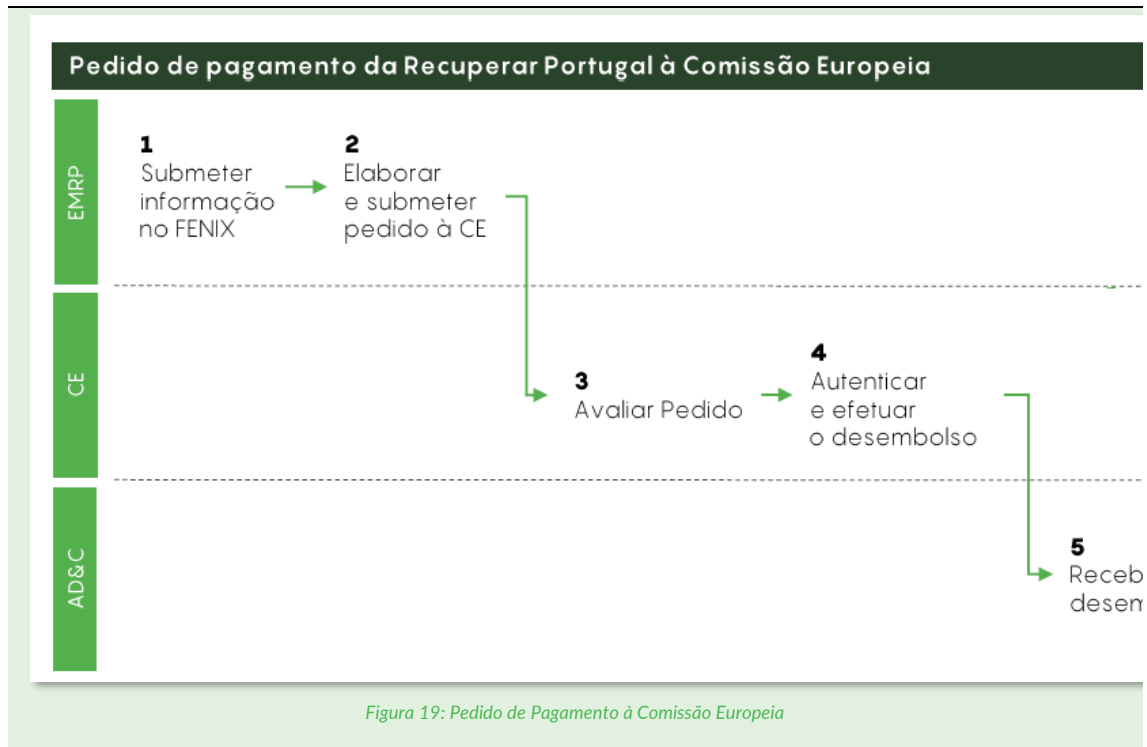 Pedido de pagamento da Recuperar Portugal à Comissão Europeia
EMRP
1
Submeter
informação
no FENIX
2
Elaborar
e submeter
pedido à CE
CE
3
Avaliar Pedido
4
Autenticar
e efetuar
o desembolso
AD&C
5
Figura 19: Pedido de Pagamento à Comissão Europeia